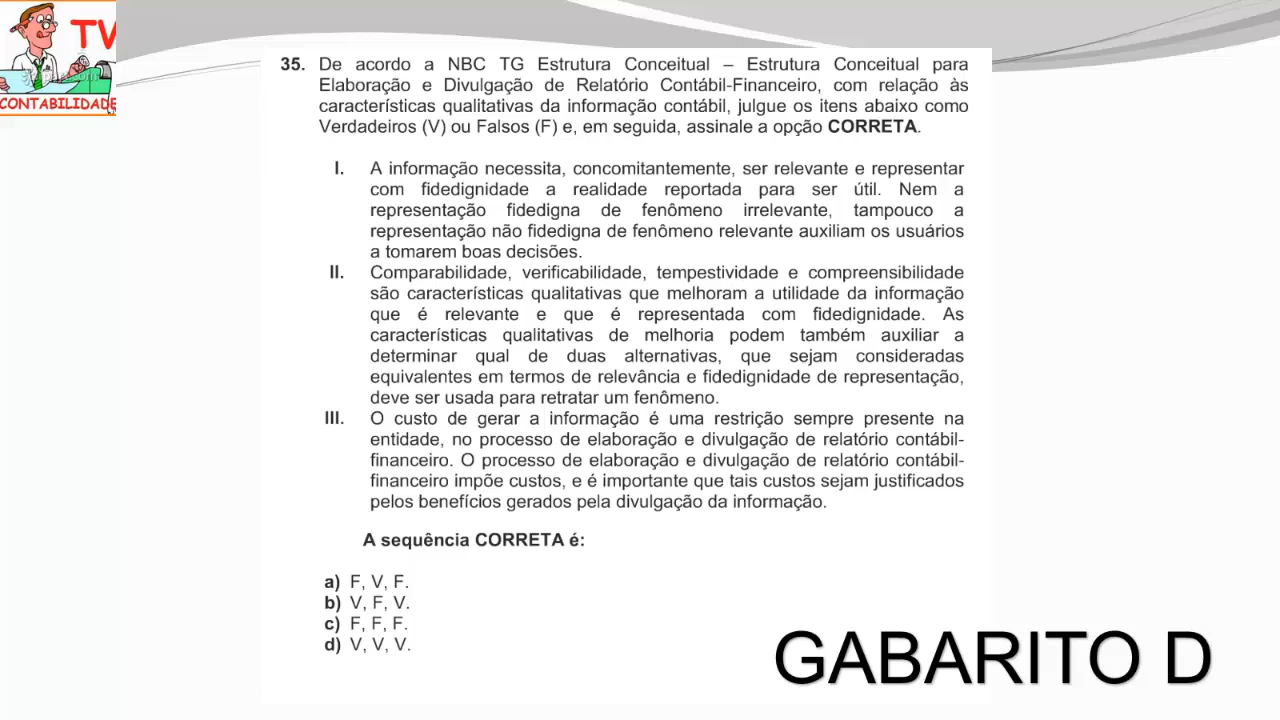 TV
CONTABILIDADE
35. De acordo a NBC TG Estrutura Conceitual – Estrutura Conceitual para
Elaboração e Divulgação de Relatório Contábil-Financeiro, com relação às
características qualitativas da informação contábil, julgue os itens abaixo como
Verdadeiros (V) ou Falsos (F) e, em seguida, assinale a opção CORRETA.
I. A informação necessita, concomitantemente, ser relevante e representar
com fidedignidade a realidade reportada para ser útil. Nem a
representação fidedigna de fenômeno irrelevante, tampouco a
representação não fidedigna de fenômeno relevante auxiliam os usuários
a tomarem boas decisões.
II. Comparabilidade, verificabilidade, tempestividade e compreensibilidade
são características qualitativas que melhoram a utilidade da informação
que é relevante e que é representada com fidedignidade. As
características qualitativas de melhoria podem também auxiliar a
determinar qual de duas alternativas, que sejam consideradas
equivalentes em termos de relevância e fidedignidade de representação,
deve ser usada para retratar um fenômeno.
III. O custo de gerar a informação é uma restrição sempre presente na
entidade, no processo de elaboração e divulgação de relatório contábil-
financeiro. O processo de elaboração e divulgação de relatório contábil-
financeiro impõe custos, e é importante que tais custos sejam justificados
pelos benefícios gerados pela divulgação da informação.
A sequência CORRETA é:
a) F, V, F.
b) V, F, V.
c) F, F, F.
d) V, V, V.
GABARITO D